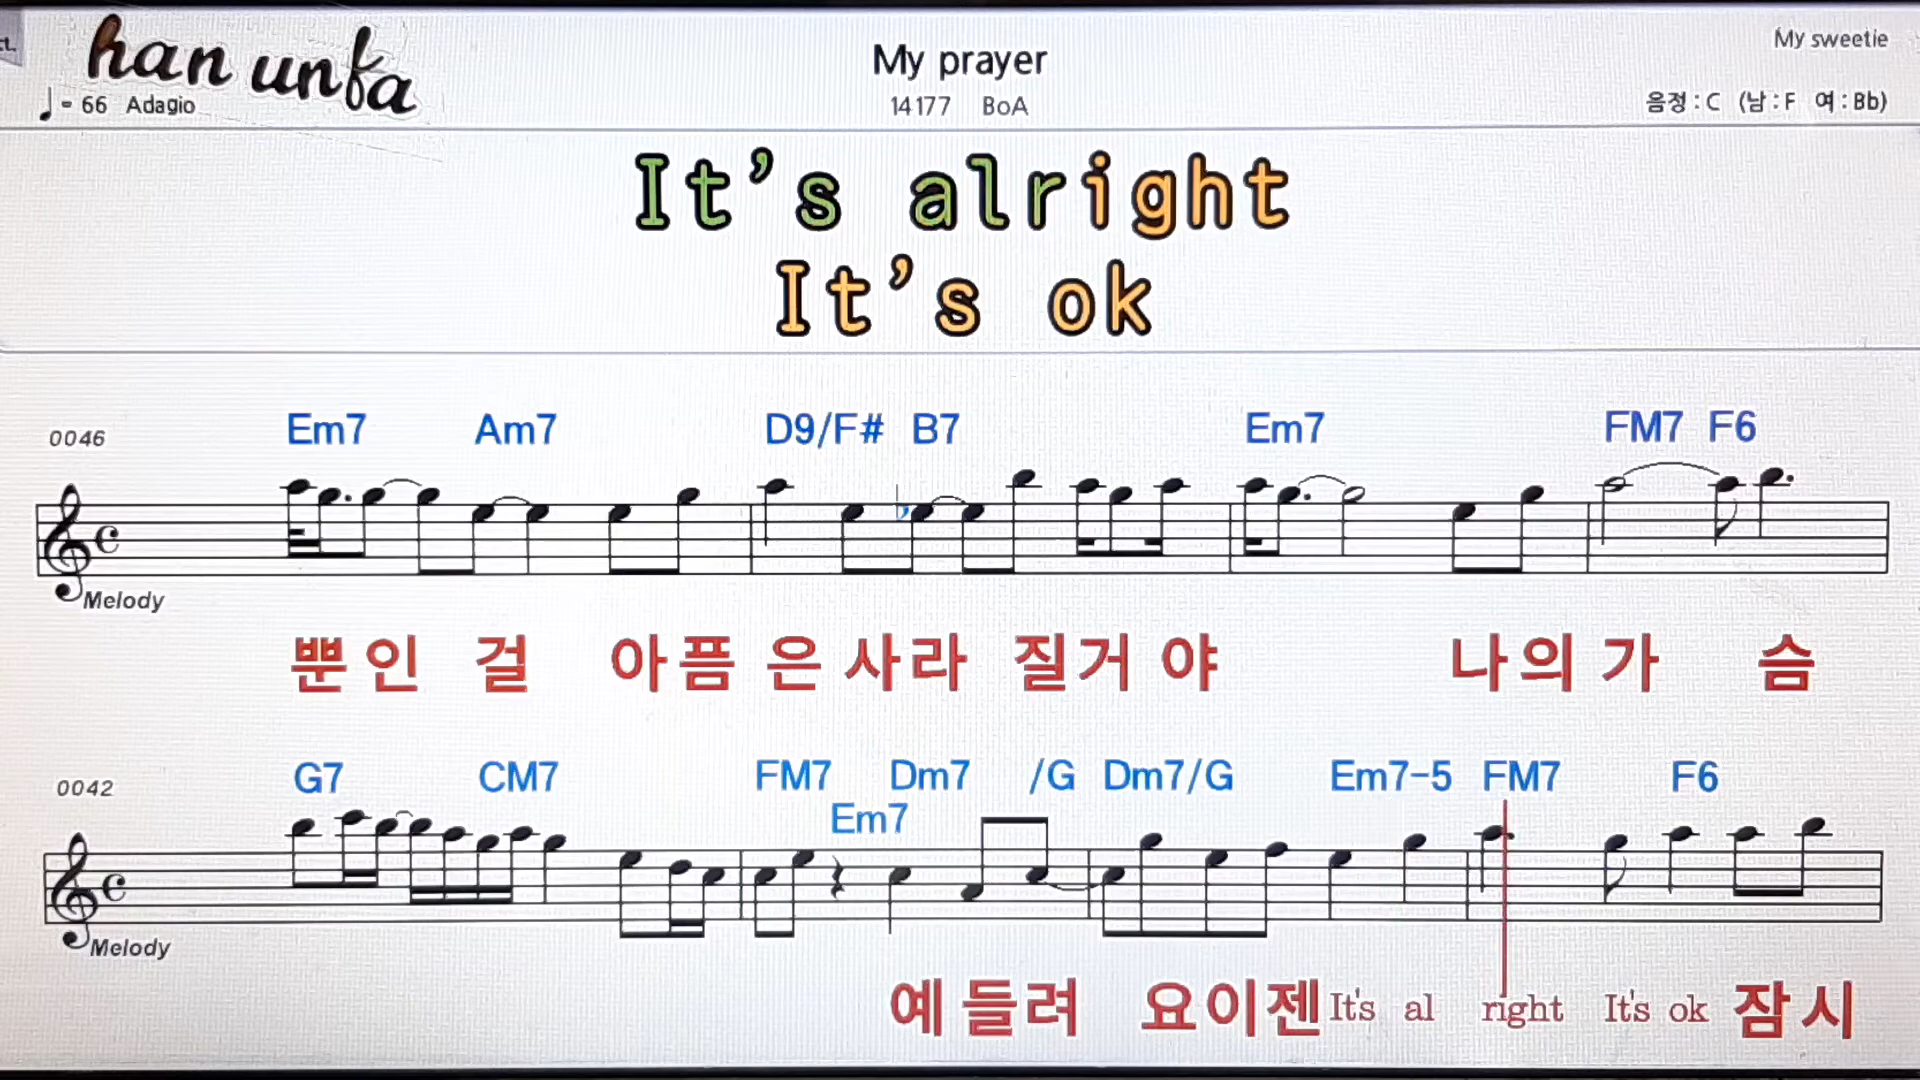 ct.
han unfa
My prayer
My sweetie
♩= 66 Adagio
14177 BoA
음정 : C (남 : F 여 : Bb)
It's alright
It's ok
0046 Em7 Am7 D9/F# B7 Em7 FM7 F6
Melody
뿐 인 걸 아 픔 은 사 라 질 거 야 나 의 가 슴
0042 G7 CM7 FM7 Em7 Dm7 /G Dm7/G Em7-5 FM7 F6
Melody
예 들 려 요 이 젠 It's al right It's ok 잠 시